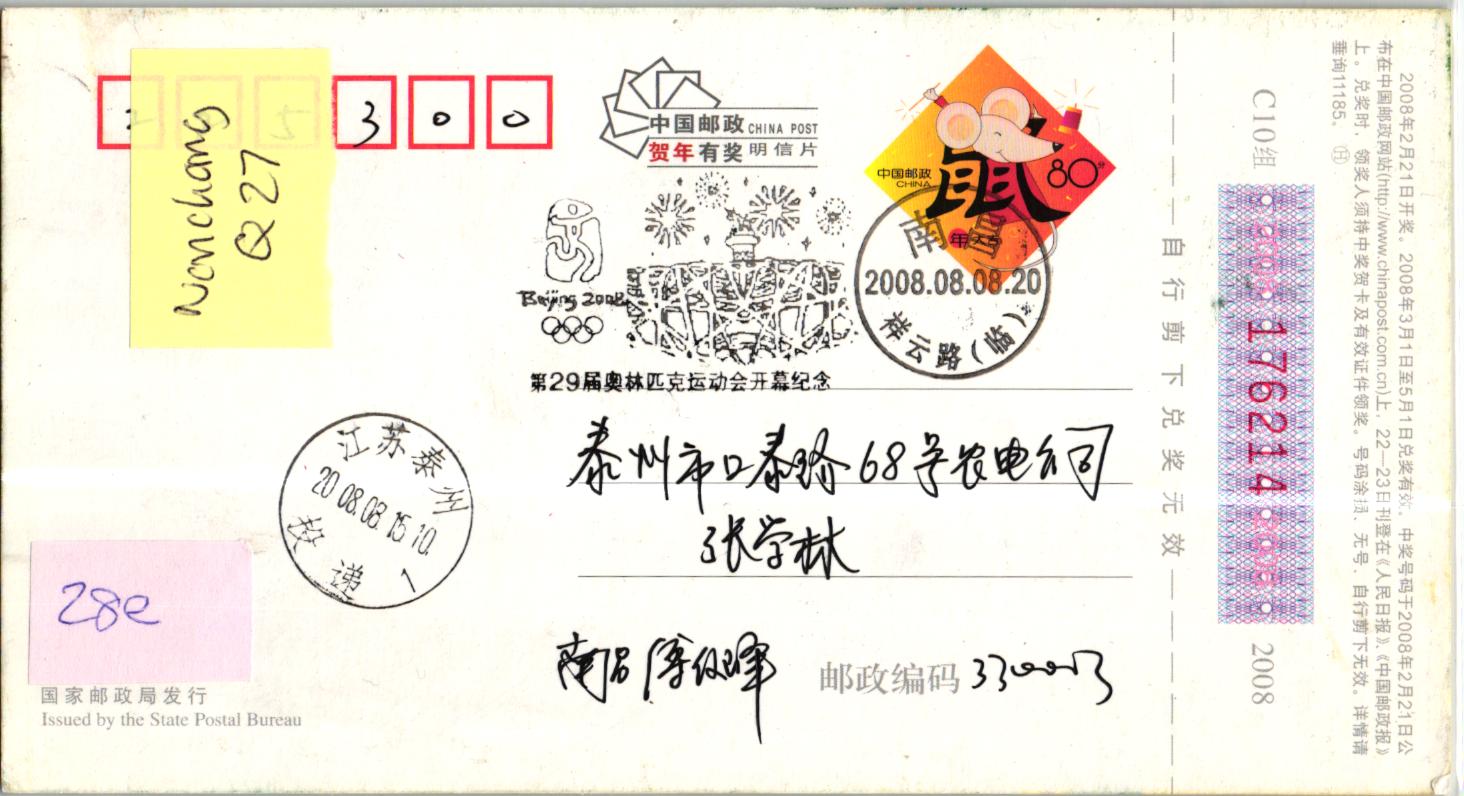 2 2 5 3 0 0
Nanchang
Q27
中国邮政 CHINA POST
贺年有奖 明信片
中国邮政
CHINA
80分
鼠
年大吉
南昌
2008.08.08.20
祥云路（临）
Beijing 2008
第29届奥林匹克运动会开幕纪念
江苏泰州
2008.08.15 10.
投递 1
泰州市口泰路68号农电公司
张学林
28e
南昌 傅
邮政编码 330003
国家邮政局发行
Issued by the State Postal Bureau
自行剪下兑奖无效
C10组
2008 176214 2008
2008
2008年2月21日开奖。2008年3月1日至5月1日兑奖有效。中奖号码于2008年2月21日公
布在中国邮政网站(http://www.chinapost.com.cn)上，22—23日刊登在《人民日报》、《中国邮政报》
上。兑奖时，领奖人须持中奖贺卡及有效证件领奖。号码涂损、无号、自行剪下无效。详情请
垂询11185。